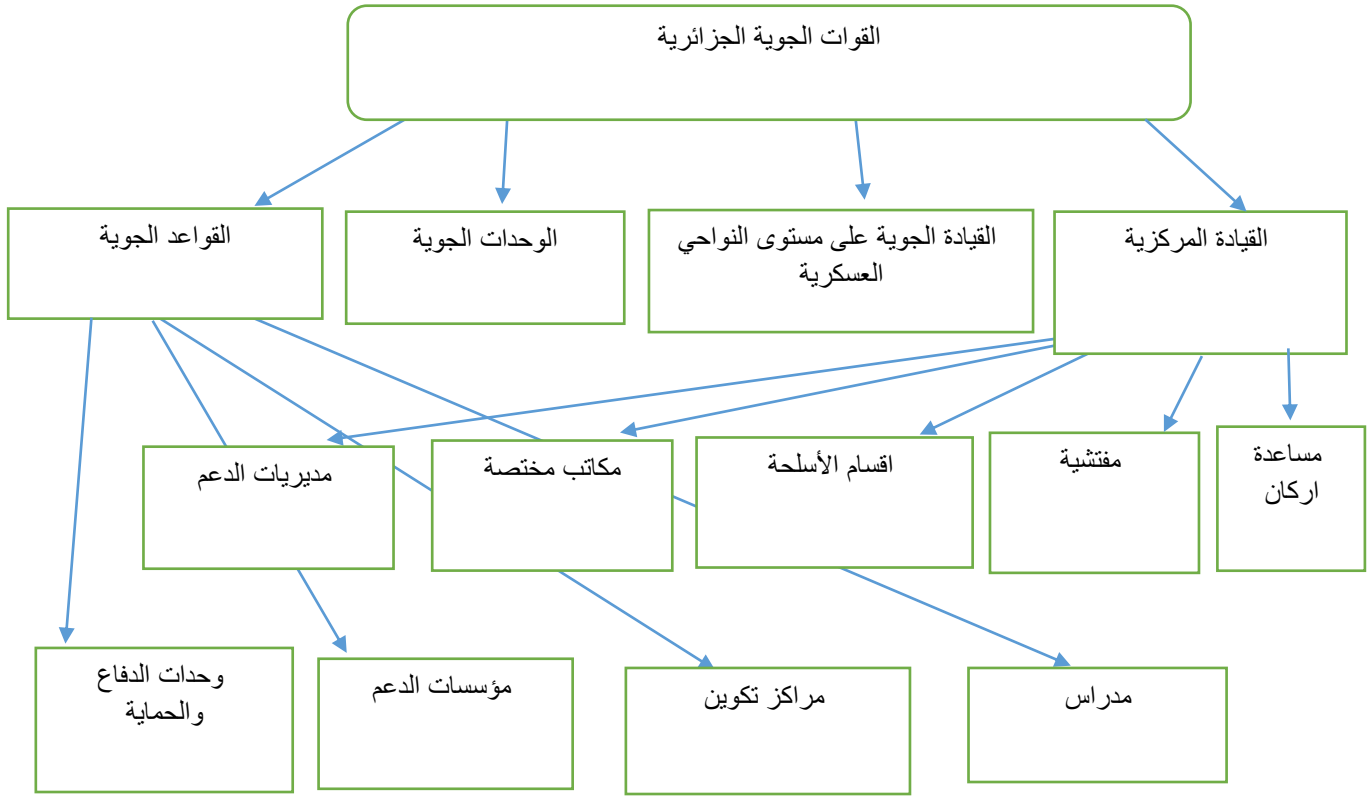 القوات الجوية الجزائرية
القيادة المركزية
القيادة الجوية على مستوى النواحي
العسكرية
الوحدات الجوية
القواعد الجوية
مساعدة
اركان
مفتشية
اقسام الأسلحة
مكاتب مختصة
مديريات الدعم
مدراس
مراكز تكوين
مؤسسات الدعم
وحدات الدفاع
والحماية